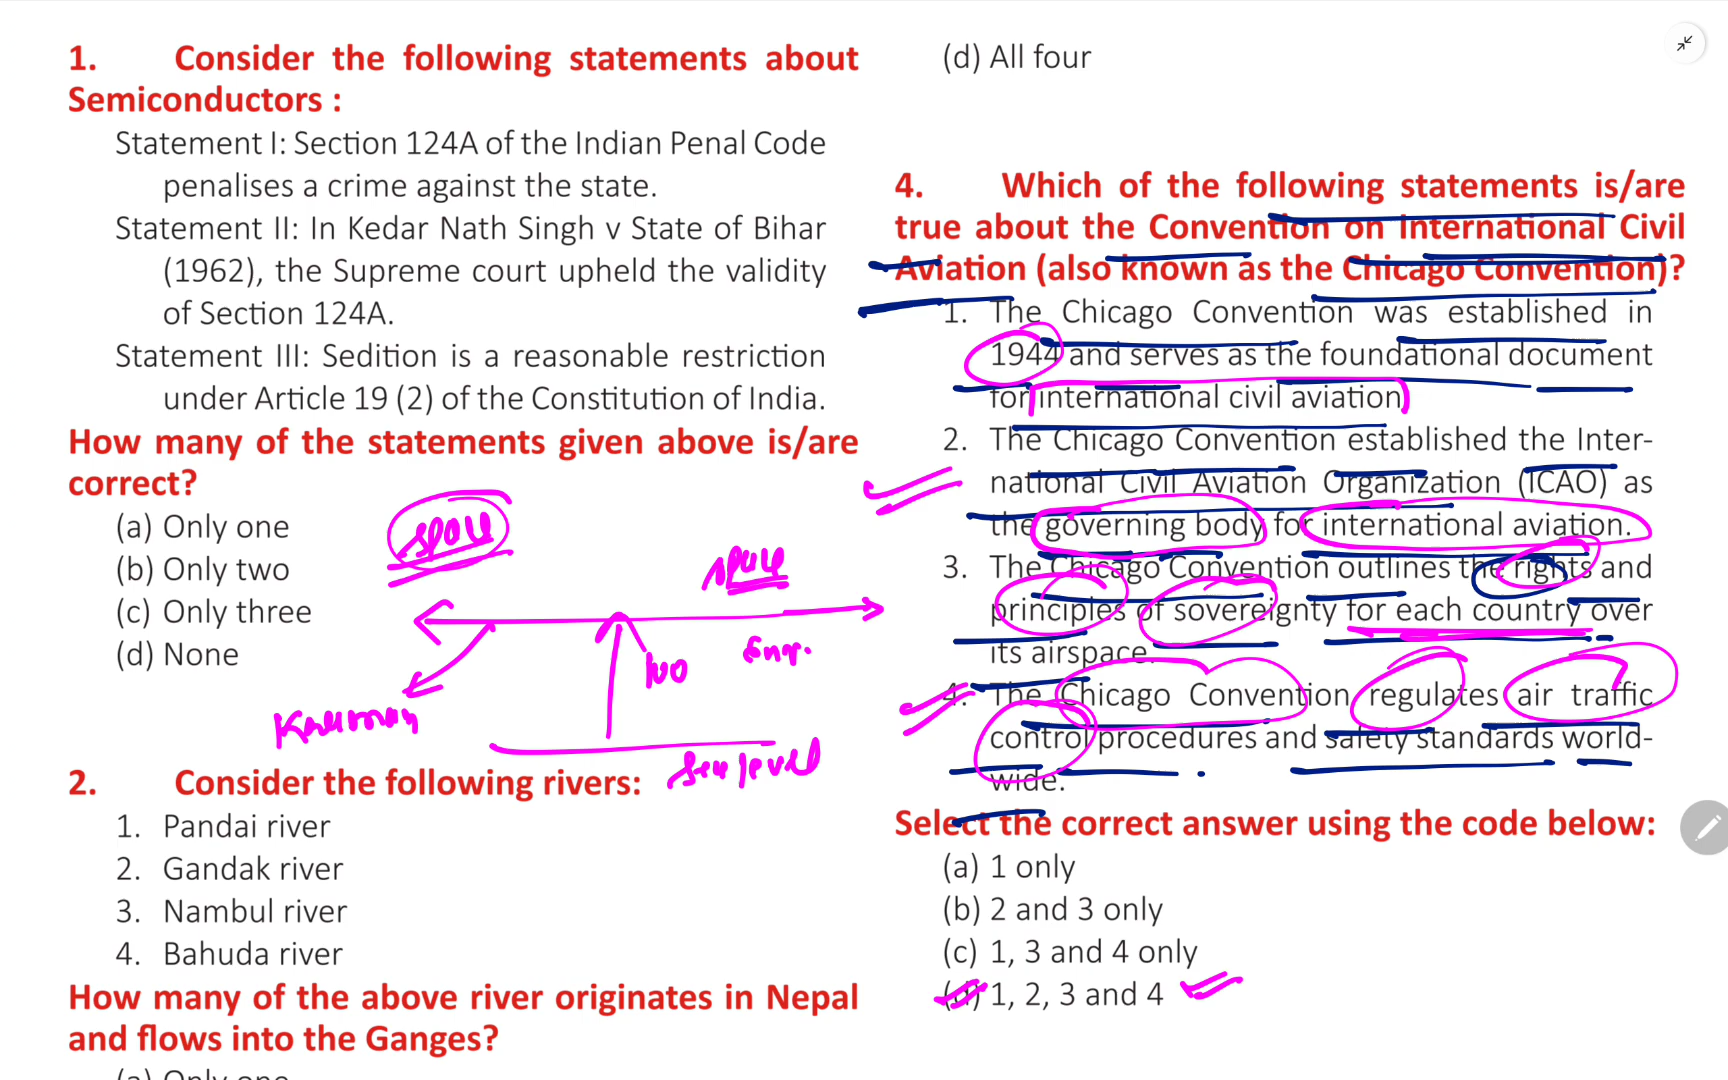 1. Consider the following statements about
Semiconductors :
Statement I: Section 124A of the Indian Penal Code
penalises a crime against the state.
Statement II: In Kedar Nath Singh v State of Bihar
(1962), the Supreme court upheld the validity
of Section 124A.
Statement III: Sedition is a reasonable restriction
under Article 19 (2) of the Constitution of India.
How many of the statements given above is/are
correct?
(a) Only one
(b) Only two
(c) Only three
(d) None
space
space
100
Karman
Sea level
2. Consider the following rivers:
1. Pandai river
2. Gandak river
3. Nambul river
4. Bahuda river
How many of the above river originates in Nepal
and flows into the Ganges?
(a) Only one
(d) All four
4. Which of the following statements is/are
true about the Convention on International Civil
Aviation (also known as the Chicago Convention)?
1. The Chicago Convention was established in
1944 and serves as the foundational document
for international civil aviation.
2. The Chicago Convention established the Inter-
national Civil Aviation Organization (ICAO) as
the governing body for international aviation.
3. The Chicago Convention outlines the rights and
principles of sovereignty for each country over
its airspace.
4. The Chicago Convention regulates air traffic
control procedures and safety standards world-
wide.
Select the correct answer using the code below:
(a) 1 only
(b) 2 and 3 only
(c) 1, 3 and 4 only
(d) 1, 2, 3 and 4